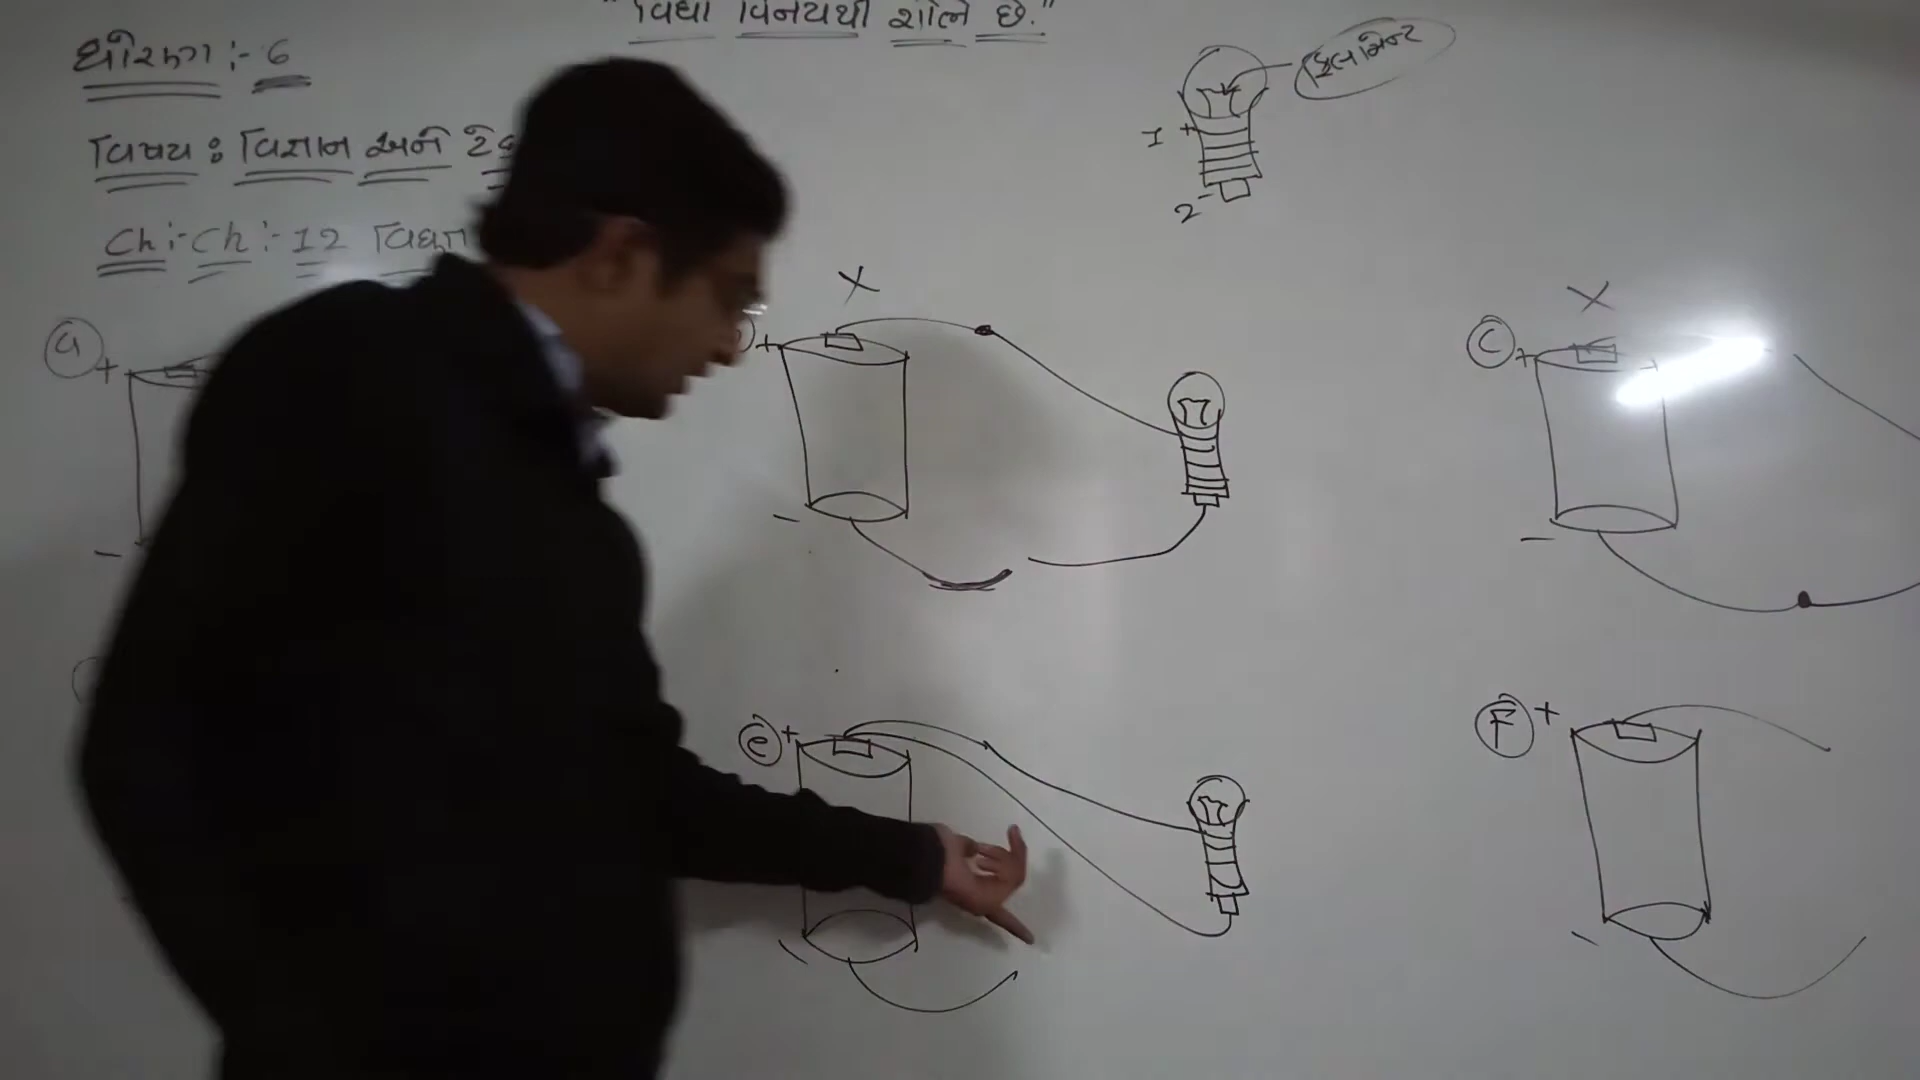 "વિદ્યા વિનયથી શોભે છે."
ધોરણ :- 6
ફિલામેન્ટ
વિષય : વિજ્ઞાન અને
Ch :- Ch :- 12
1 +
2 -
X
X
a +
+
c +
-
-
-
e +
F +
-
-